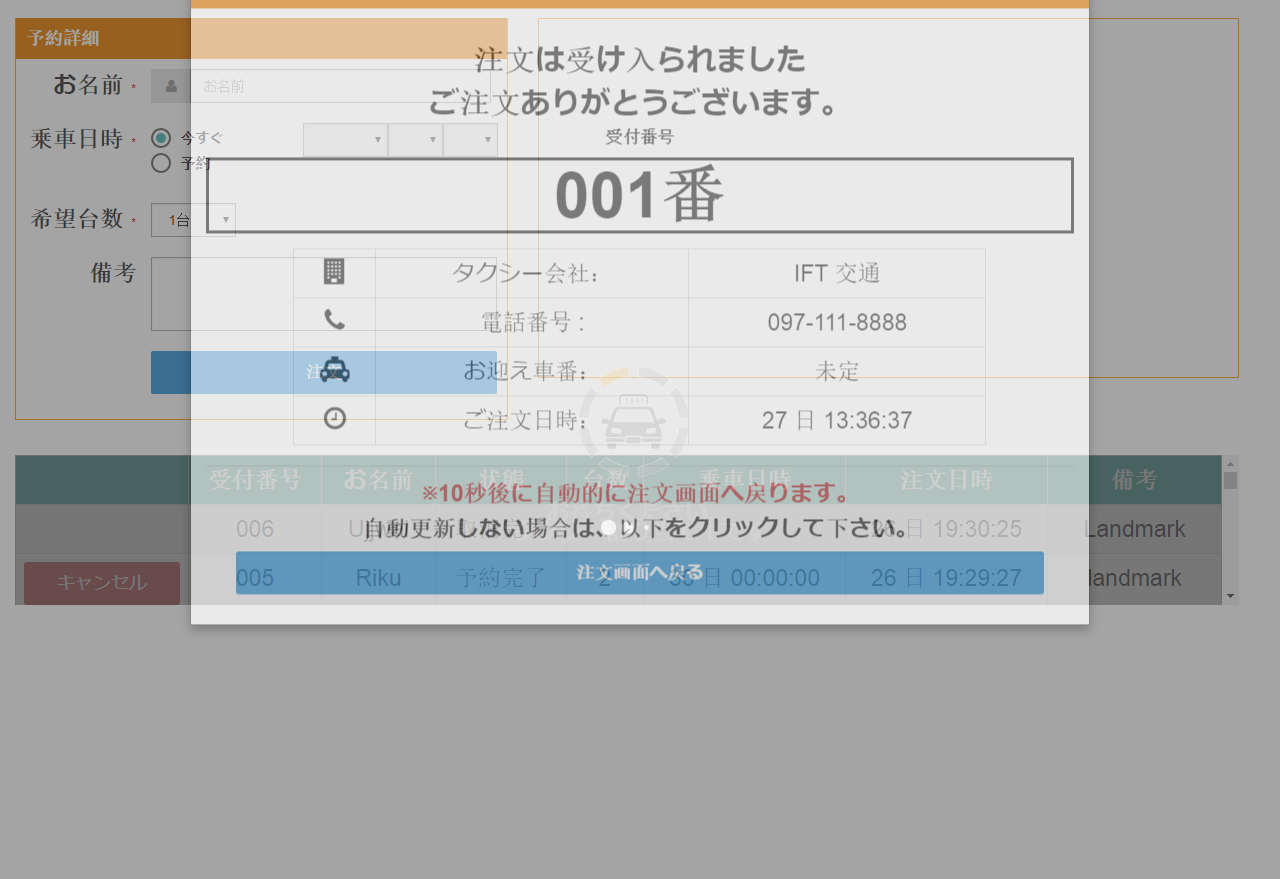 予約詳細
お名前 *
お名前
乗車日時 *
今すぐ
予約
希望台数 *
1台
備考
注文
注文は受け入られました
ご注文ありがとうございます。
受付番号
001番
タクシー会社： IFT 交通
電話番号： 097-111-8888
お迎え車番： 未定
ご注文日時： 27 日 13:36:37
TAXI
受付番号 お名前 状態 台数 乗車日時 注文日時 備考
※10秒後に自動的に注文画面へ戻ります。
自動更新しない場合は、以下をクリックして下さい。
006 26 日 19:30:25 Landmark
注文画面へ戻る
キャンセル 005 Riku 予約完了 2 30 日 00:00:00 26 日 19:29:27 landmark